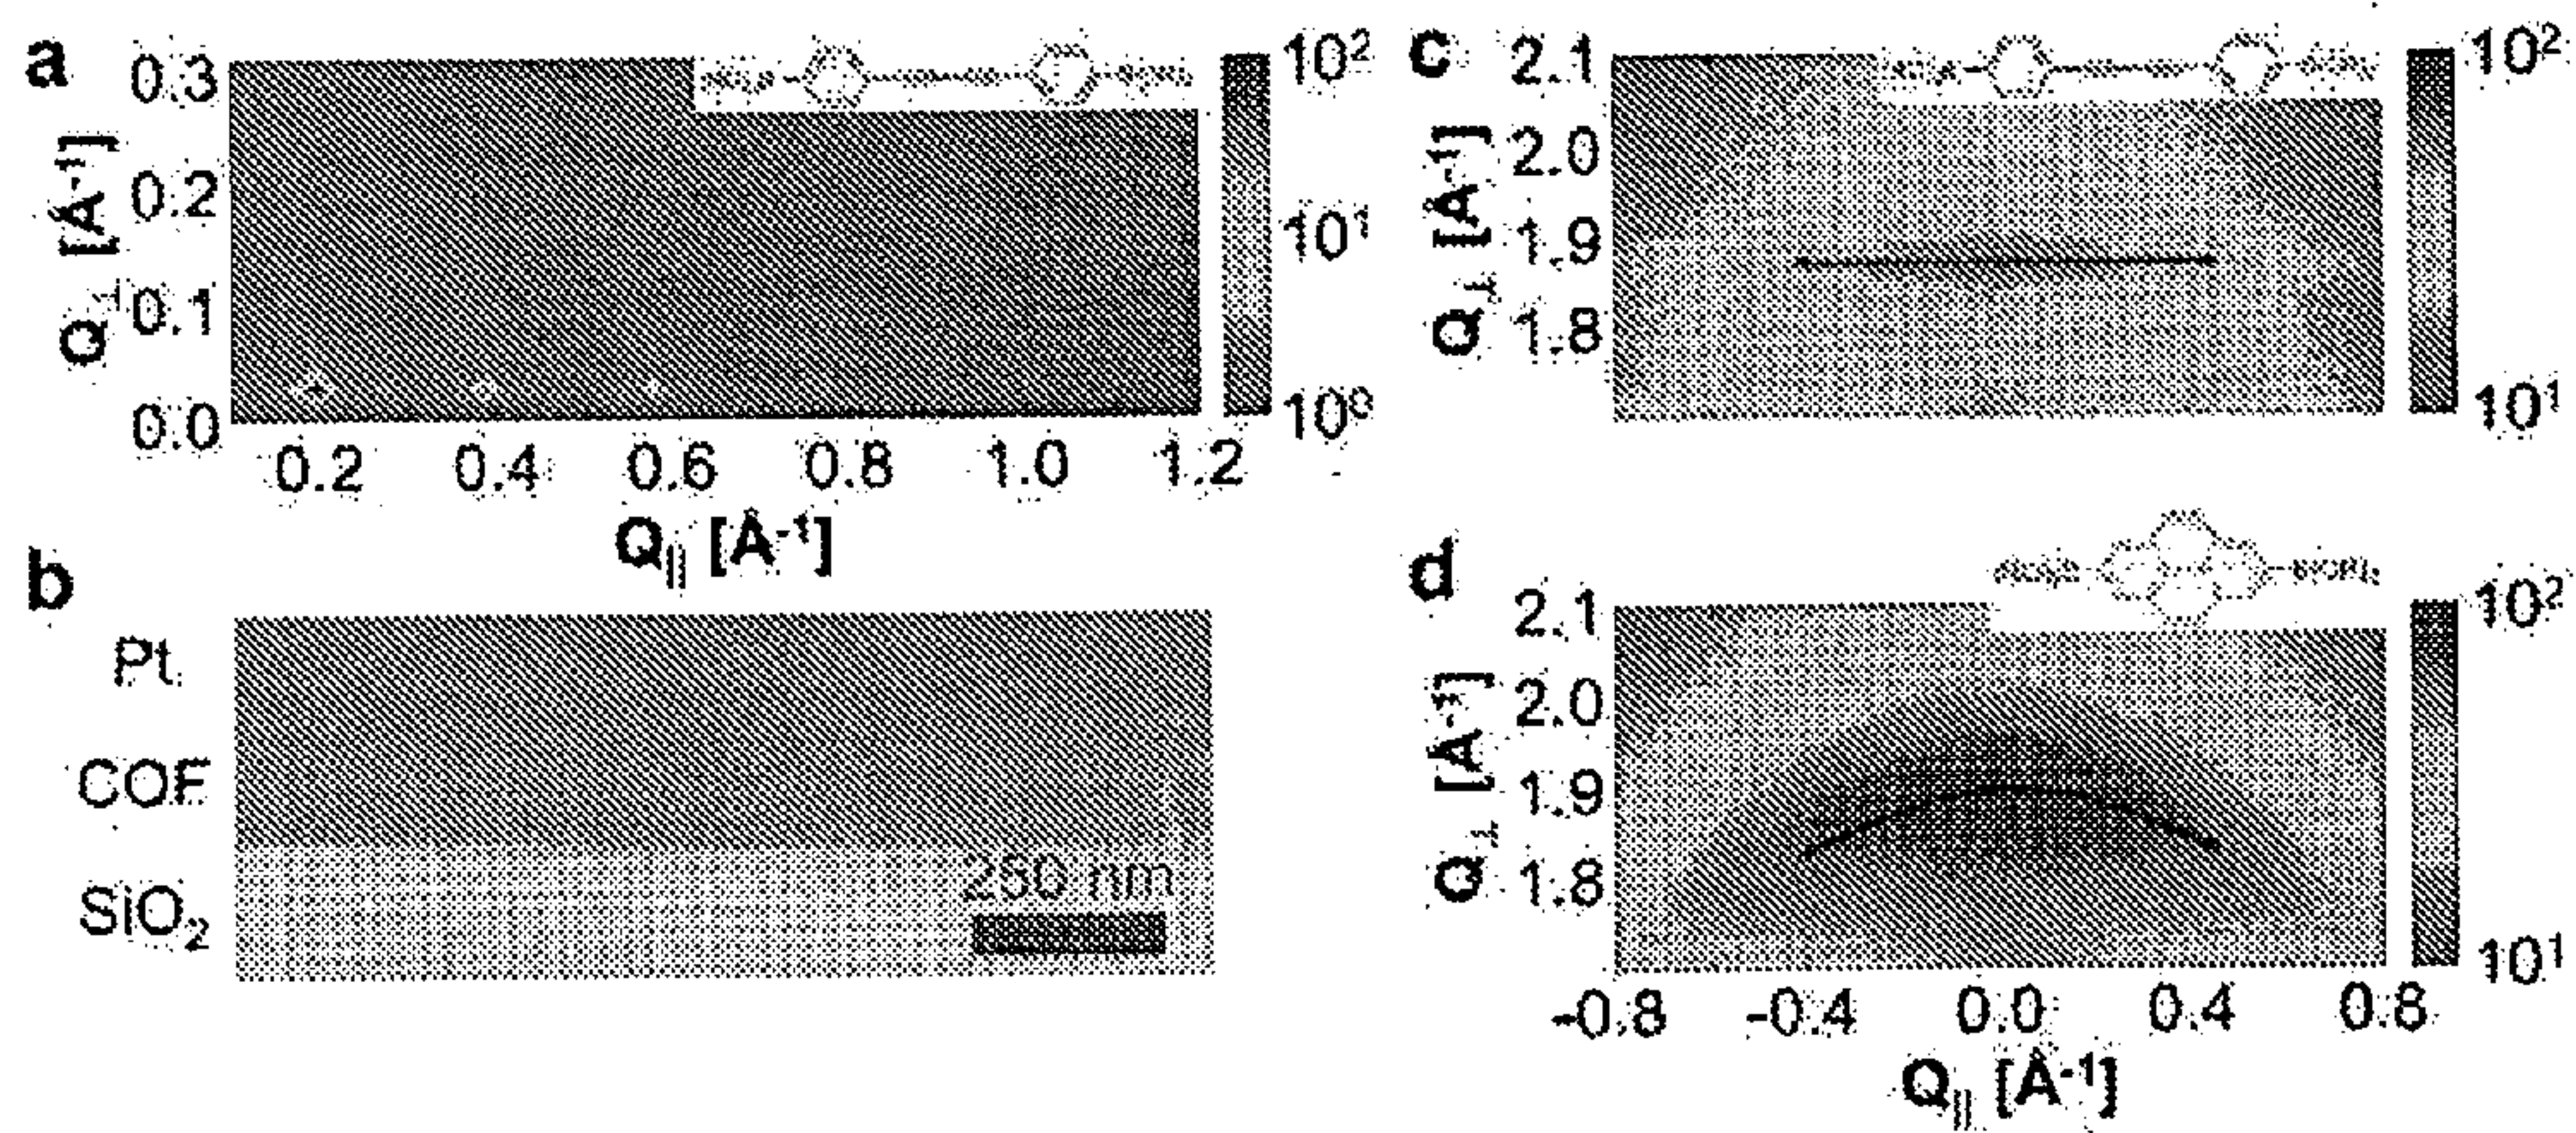 a
0.3
0.2
0.1
0.0
Q⊥ [Å⁻¹]
0.2 0.4 0.6 0.8 1.0 1.2
Q|| [Å⁻¹]
10²
10¹
10⁰
b
Pt
COF
SiO₂
250 nm
c
2.1
2.0
1.9
1.8
Q⊥ [Å⁻¹]
10²
10¹
d
2.1
2.0
1.9
1.8
Q⊥ [Å⁻¹]
-0.8 -0.4 0.0 0.4 0.8
Q|| [Å⁻¹]
10²
10¹